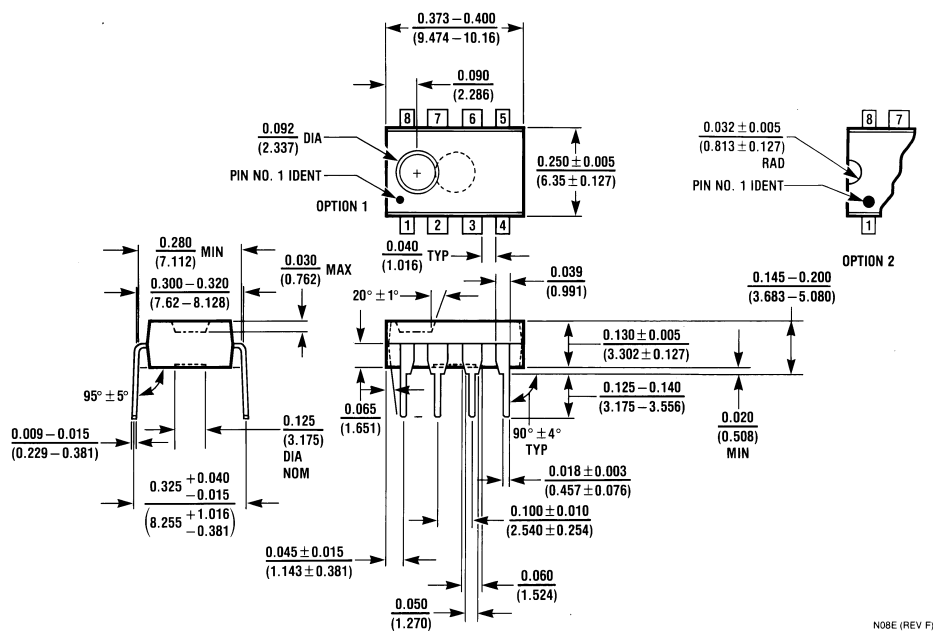 0.373 – 0.400
(9.474 – 10.16)
0.090
(2.286)
8 7 6 5
0.092 DIA
(2.337)
PIN NO. 1 IDENT
OPTION 1
0.250 ± 0.005
(6.35 ± 0.127)
1 2 3 4
0.032 ± 0.005
(0.813 ± 0.127)
RAD
PIN NO. 1 IDENT
8 7
1
OPTION 2
0.280 MIN
(7.112)
0.300 – 0.320
(7.62 – 8.128)
0.030 MAX
(0.762)
0.040 TYP
(1.016)
0.039
(0.991)
0.145 – 0.200
(3.683 – 5.080)
20° ± 1°
0.130 ± 0.005
(3.302 ± 0.127)
95° ± 5°
0.065
(1.651)
0.125 – 0.140
(3.175 – 3.556)
0.020
(0.508)
MIN
90° ± 4°
TYP
0.009 – 0.015
(0.229 – 0.381)
0.125
(3.175)
DIA
NOM
0.018 ± 0.003
(0.457 ± 0.076)
0.325 +0.040
−0.015
(8.255 +1.016
−0.381)
0.100 ± 0.010
(2.540 ± 0.254)
0.045 ± 0.015
(1.143 ± 0.381)
0.060
(1.524)
0.050
(1.270)
N08E (REV F)